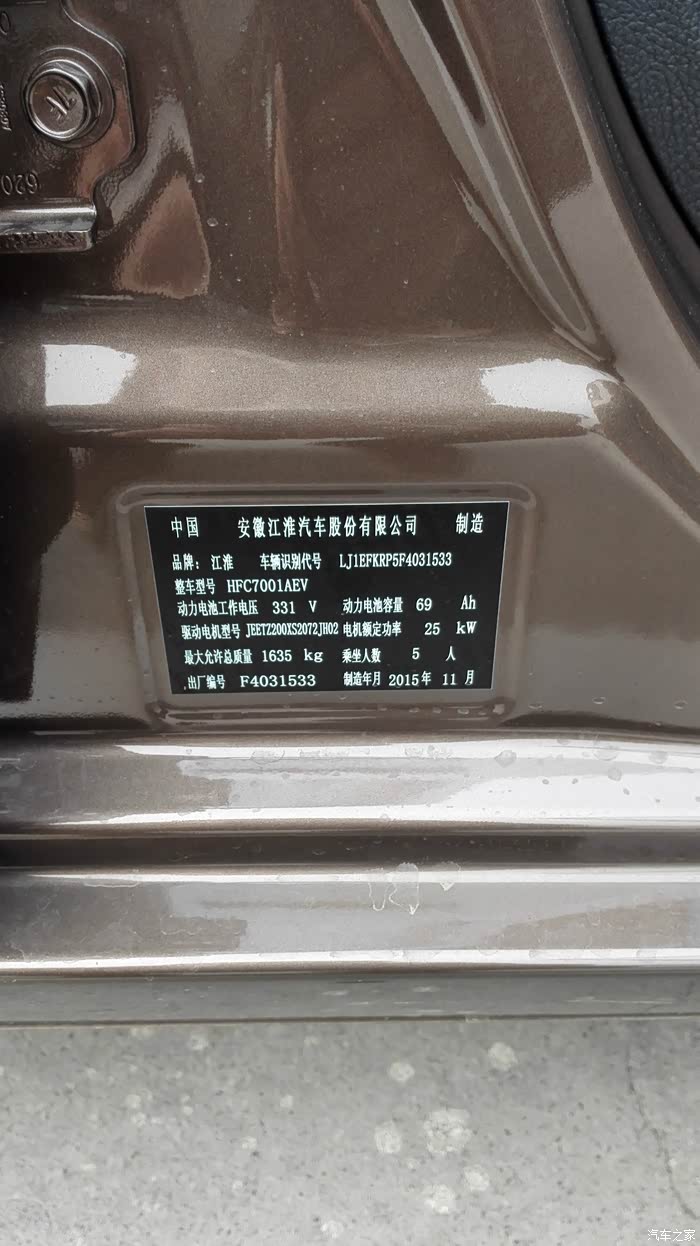 620
中国 安徽江淮汽车股份有限公司 制造
品牌: 江淮 车辆识别代号 LJ1EFKRP5F4031533
整车型号 HFC7001AEV
动力电池工作电压 331 V 动力电池容量 69 Ah
驱动电机型号 JEETZ200XS2072JH02 电机额定功率 25 kW
最大允许总质量 1635 kg 乘坐人数 5 人
出厂编号 F4031533 制造年月 2015年 11 月
汽车之家